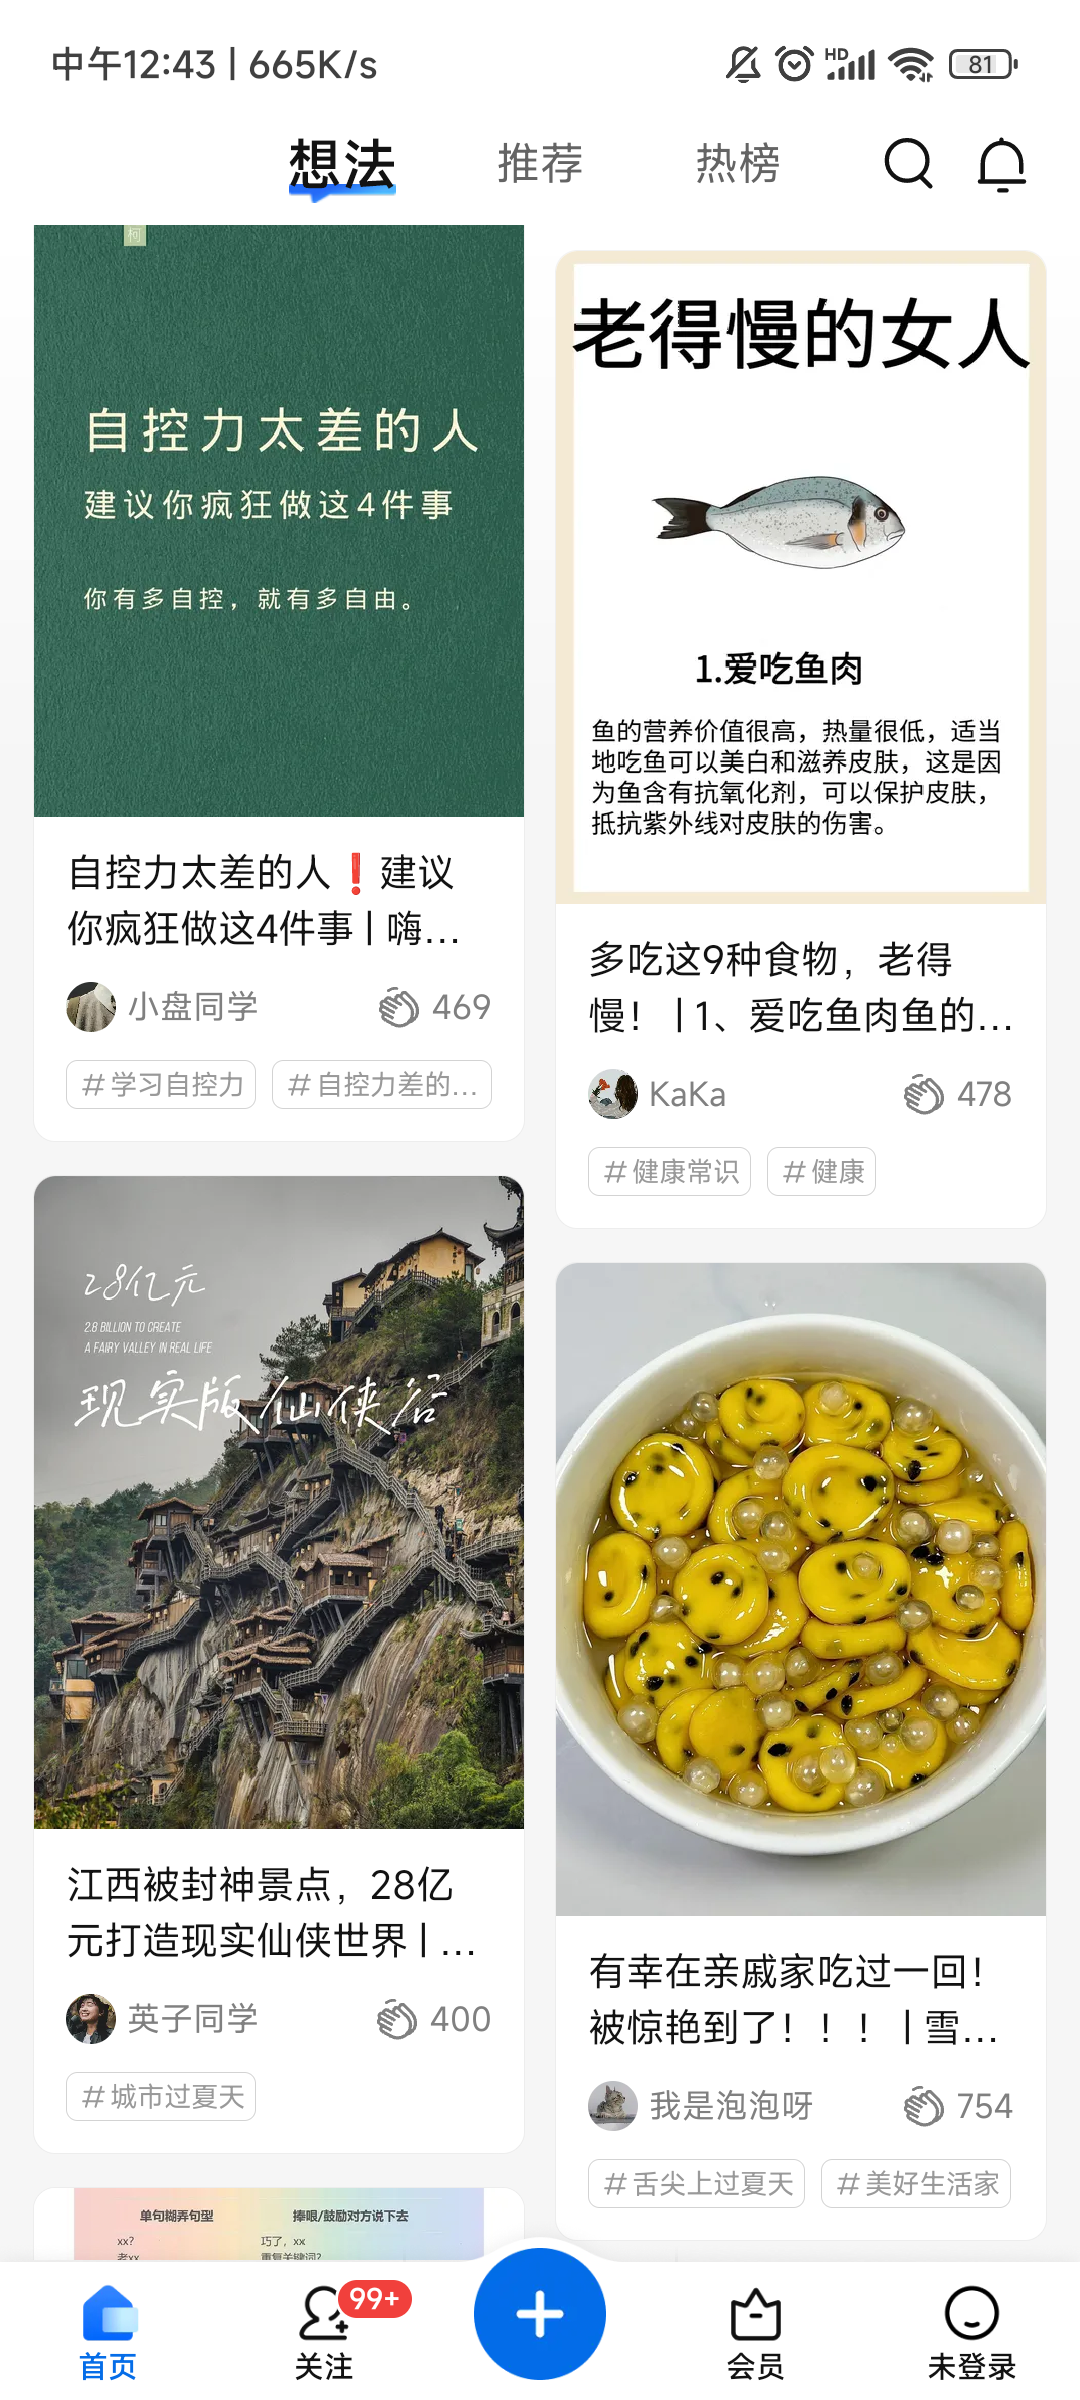 中午12:43 | 665K/s
HD
81
想法
推荐
热榜
柯
自控力太差的人
建议你疯狂做这4件事
你有多自控，就有多自由。
自控力太差的人❗建议
你疯狂做这4件事 | 嗨...
小盘同学
469
#学习自控力
#自控力差的...
老得慢的女人
1.爱吃鱼肉
鱼的营养价值很高，热量很低，适当
地吃鱼可以美白和滋养皮肤，这是因
为鱼含有抗氧化剂，可以保护皮肤，
抵抗紫外线对皮肤的伤害。
多吃这9种食物，老得
慢！ | 1、爱吃鱼肉鱼的...
KaKa
478
#健康常识
#健康
28亿元
2.8 BILLION TO CREATE
A FAIRY VALLEY IN REAL LIFE
现实版仙侠谷
江西被封神景点，28亿
元打造现实仙侠世界 | ...
英子同学
400
#城市过夏天
有幸在亲戚家吃过一回！
被惊艳到了！！！ | 雪...
我是泡泡呀
754
#舌尖上过夏天
#美好生活家
单句糊弄句型
捧哏/鼓励对方说下去
xx?
巧了，xx
老xx
重复关键词?
首页
关注
99+
会员
未登录